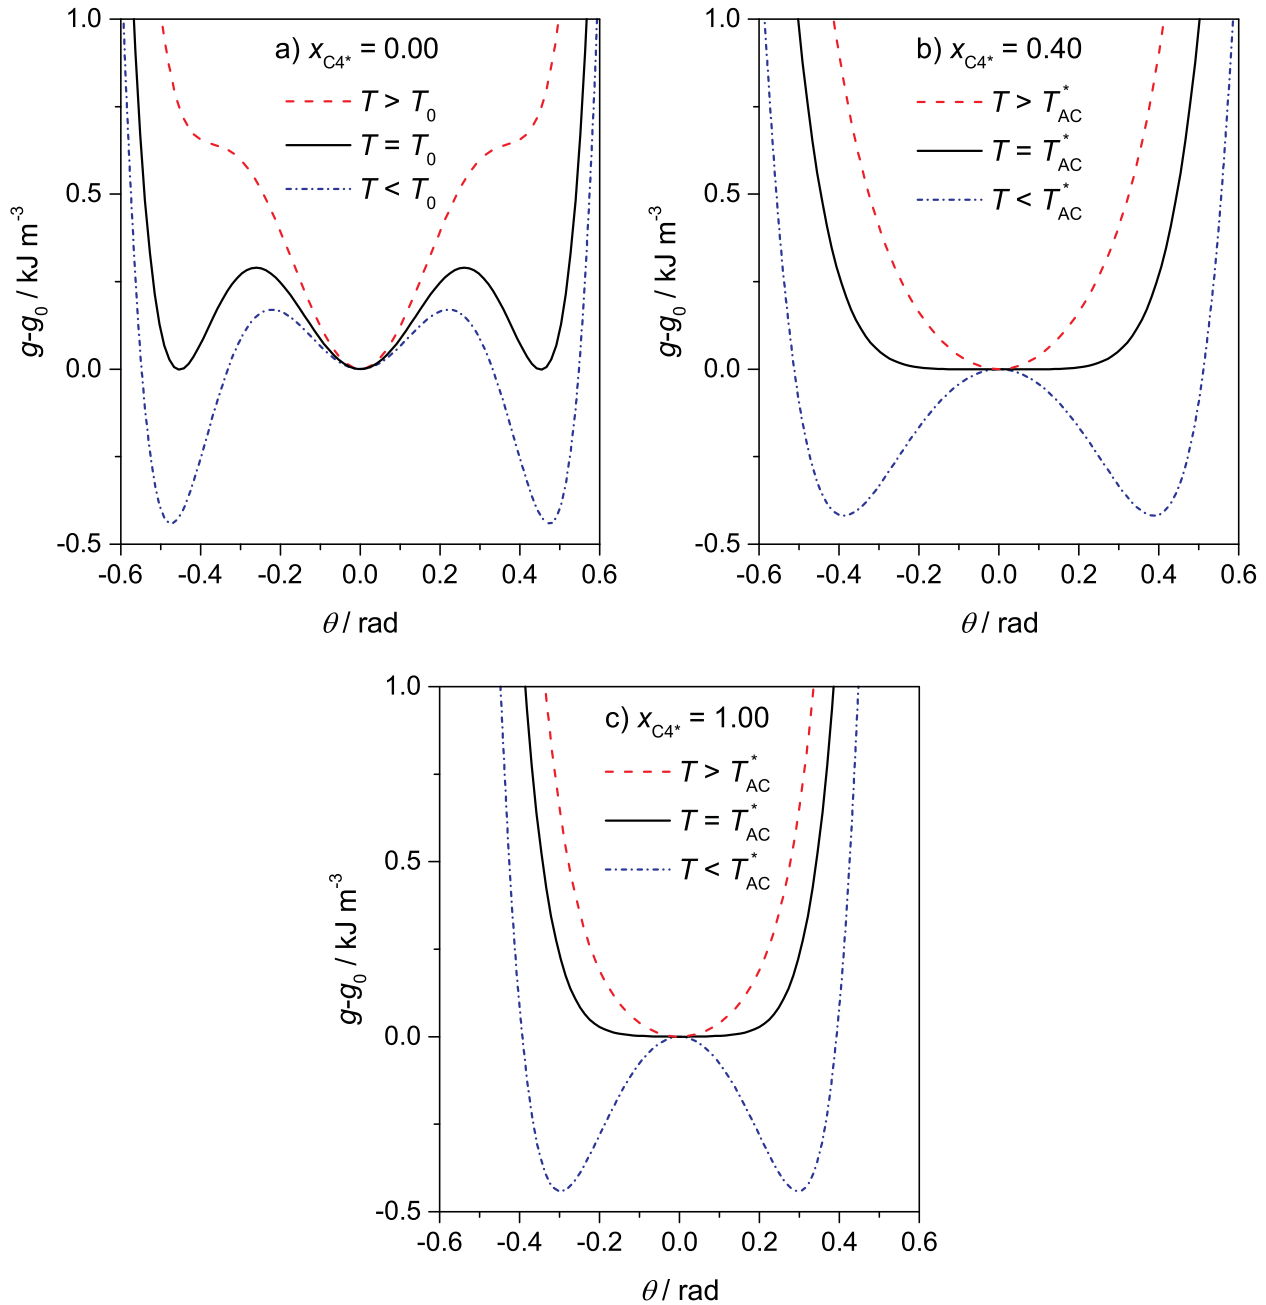 a) x_C4* = 0.00
T > T_0
T = T_0
T < T_0
1.0
0.5
0.0
-0.5
g-g_0 / kJ m^-3
-0.6 -0.4 -0.2 0.0 0.2 0.4 0.6
θ / rad
b) x_C4* = 0.40
T > T*_AC
T = T*_AC
T < T*_AC
1.0
0.5
0.0
-0.5
g-g_0 / kJ m^-3
-0.6 -0.4 -0.2 0.0 0.2 0.4 0.6
θ / rad
c) x_C4* = 1.00
T > T*_AC
T = T*_AC
T < T*_AC
1.0
0.5
0.0
-0.5
g-g_0 / kJ m^-3
-0.6 -0.4 -0.2 0.0 0.2 0.4 0.6
θ / rad